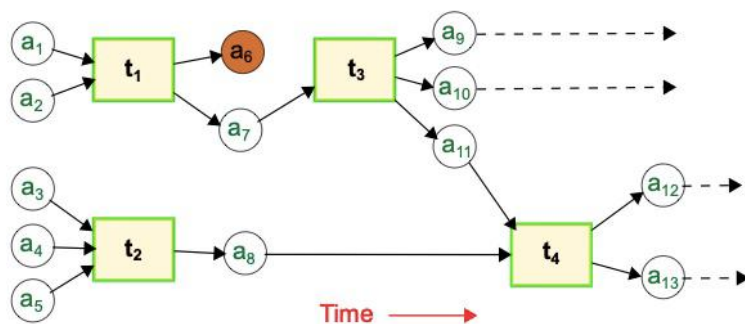 a₁
a₂
t₁
a₆
a₇
t₃
a₉
a₁₀
a₁₁
a₃
a₄
a₅
t₂
a₈
t₄
a₁₂
a₁₃
Time